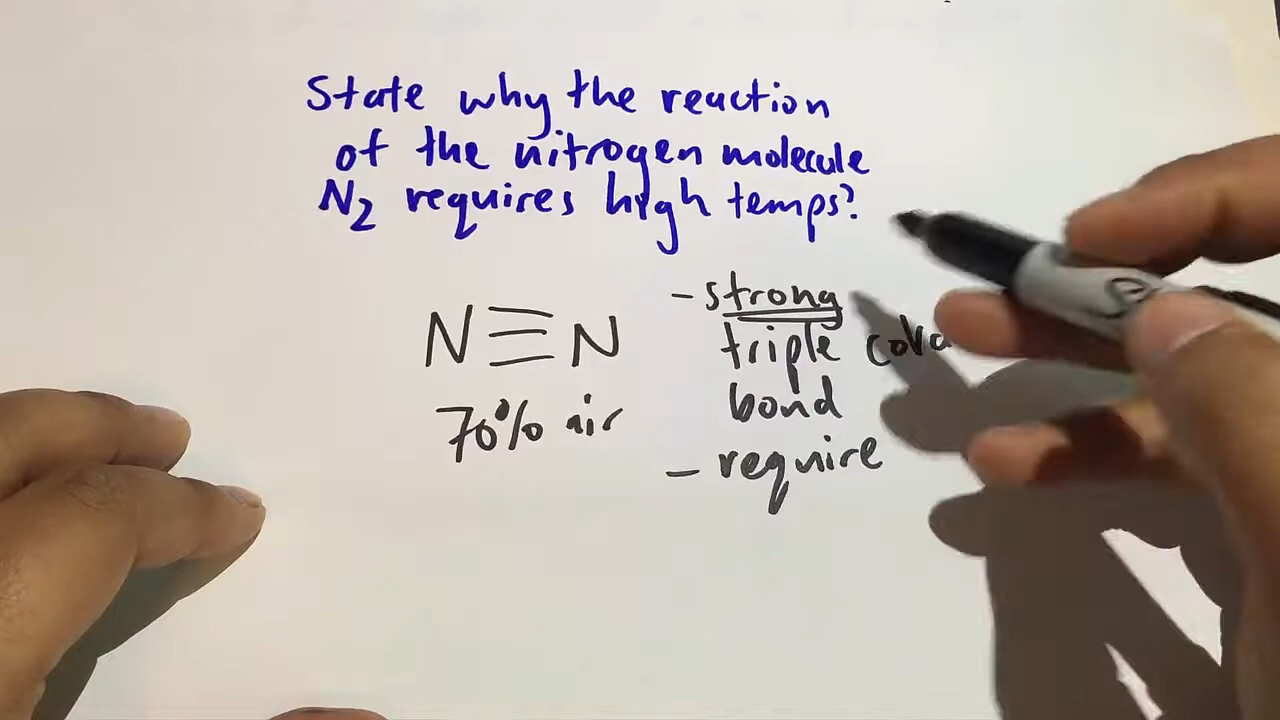 State why the reaction
of the nitrogen molecule
N2 requires high temps?
N≡N
70% air
- strong
triple
bond
- require